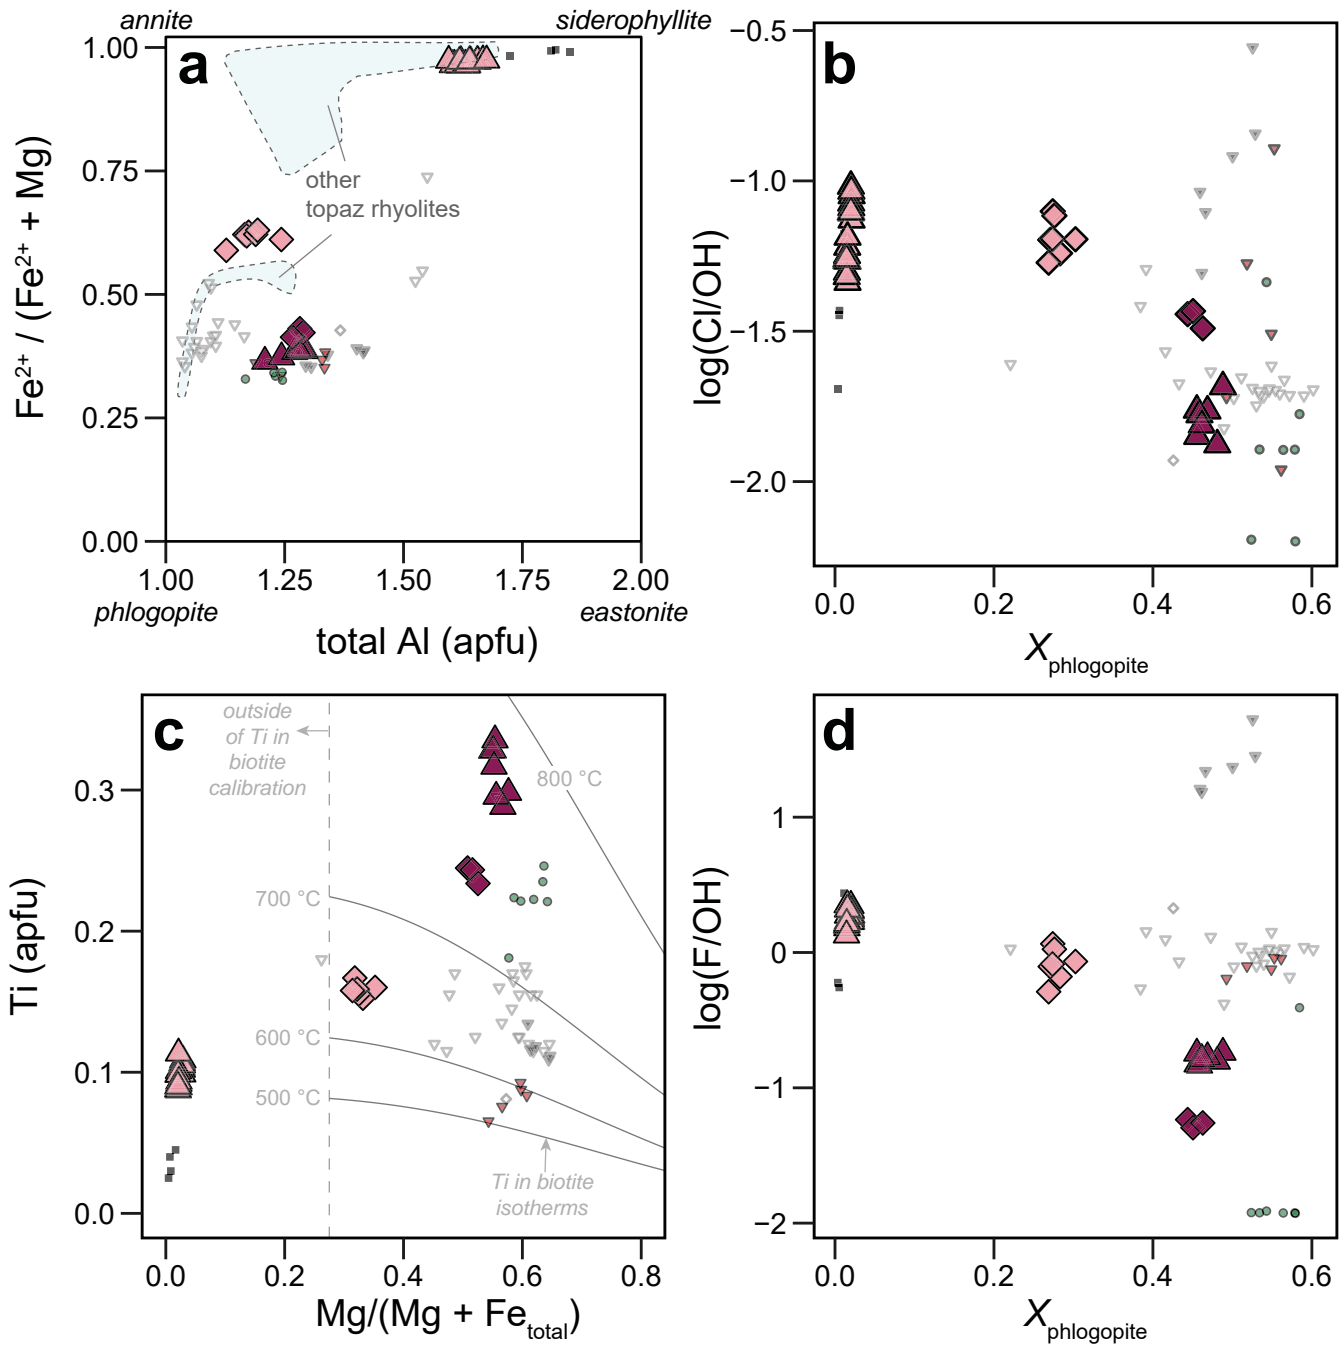 annite
siderophyllite
a
1.00
0.75
0.50
0.25
0.00
Fe²⁺ / (Fe²⁺ + Mg)
other
topaz rhyolites
1.00
1.25
1.50
1.75
2.00
phlogopite
eastonite
total Al (apfu)
b
−0.5
−1.0
−1.5
−2.0
log(Cl/OH)
0.0
0.2
0.4
0.6
Xphlogopite
c
outside
of Ti in
biotite
calibration
800 °C
700 °C
600 °C
500 °C
Ti in biotite
isotherms
0.3
0.2
0.1
0.0
Ti (apfu)
0.0
0.2
0.4
0.6
0.8
Mg/(Mg + Fetotal)
d
1
0
−1
−2
log(F/OH)
0.0
0.2
0.4
0.6
Xphlogopite